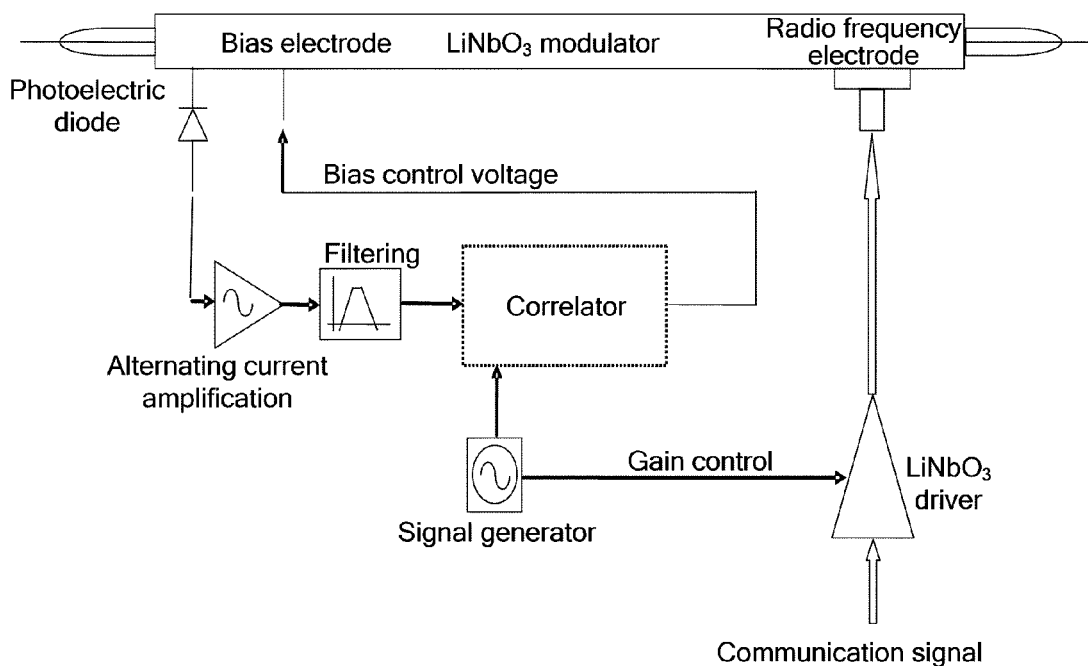 Bias electrode
LiNbO₃ modulator
Radio frequency
electrode
Photoelectric
diode
Bias control voltage
Filtering
Correlator
Alternating current
amplification
Gain control
LiNbO₃
driver
Signal generator
Communication signal